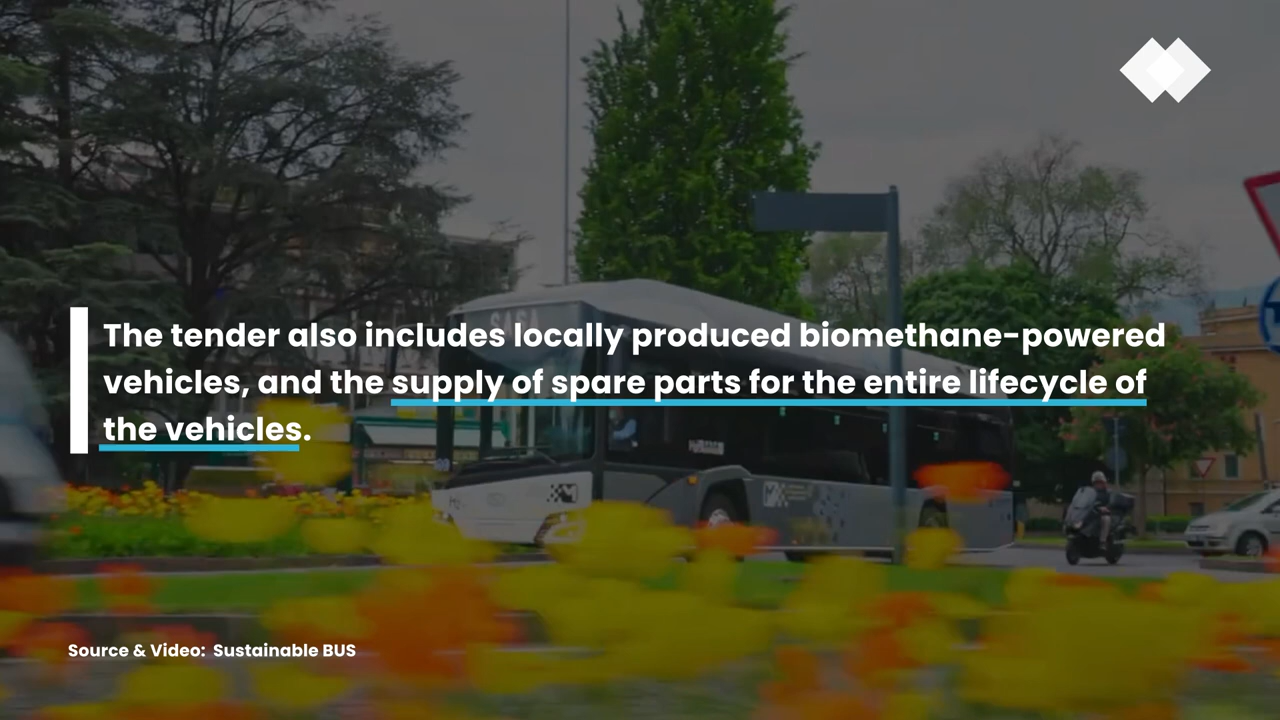 SASA
The tender also includes locally produced biomethane-powered
vehicles, and the supply of spare parts for the entire lifecycle of
the vehicles.
Source & Video:  Sustainable BUS